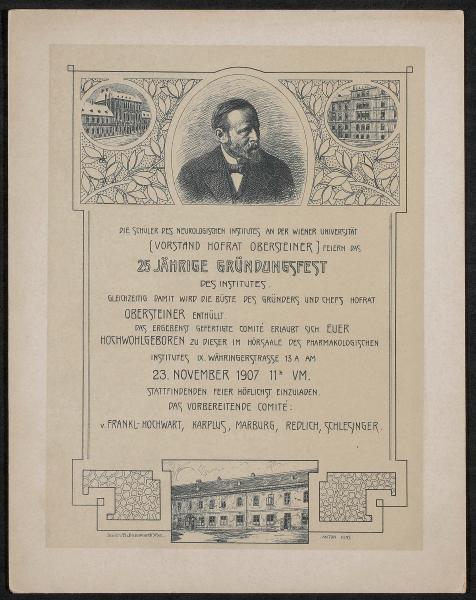 DIE SCHÜLER DES NEUROLOGISCHEN INSTITUTES AN DER WIENER UNIVERSITÄT
(VORSTAND HOFRAT OBERSTEINER) FEIERN DAS
25 JÄHRIGE GRÜNDUNGSFEST
DES INSTITUTES.
GLEICHZEITIG DAMIT WIRD DIE BÜSTE DES GRÜNDERS UND CHEFS HOFRAT
OBERSTEINER ENTHÜLLT.
DAS ERGEBENST GEFERTIGTE COMITÉ ERLAUBT SICH EUER
HOCHWOHLGEBOREN ZU DIESER IM HÖRSAALE DES PHARMAKOLOGISCHEN
INSTITUTES IX. WÄHRINGERSTRASSE 13 A AM
23. NOVEMBER 1907 11h VM.
STATTFINDENDEN FEIER HÖFLICHST EINZULADEN.
DAS VORBEREITENDE COMITÉ:
v. FRANKL-HOCHWART, KARPLUS, MARBURG, REDLICH, SCHLESINGER.
ANTON